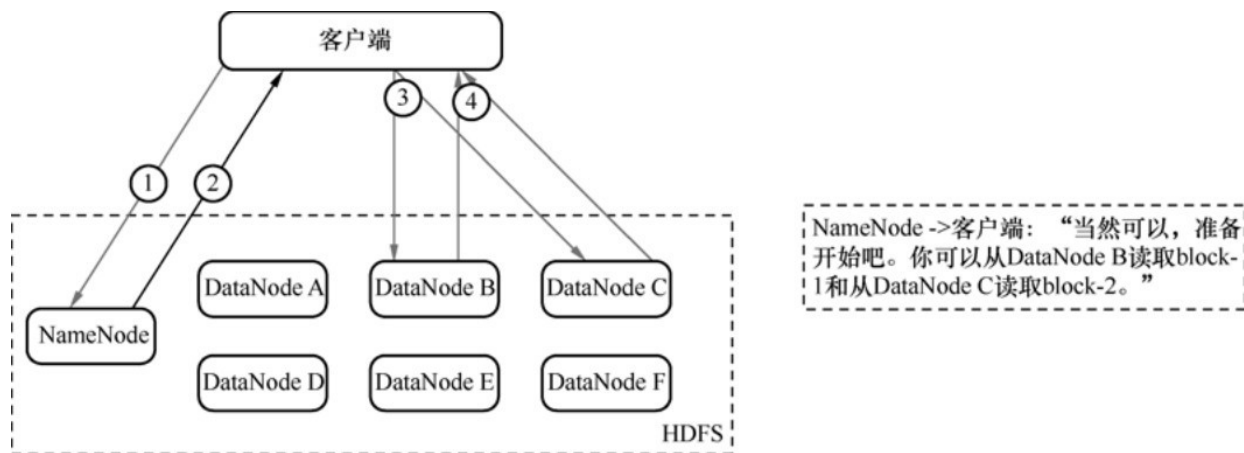 客户端
3
4
1
2
NameNode ->客户端：“当然可以，准备
开始吧。你可以从DataNode B读取block-
1和从DataNode C读取block-2。”
DataNode A
DataNode B
DataNode C
NameNode
DataNode D
DataNode E
DataNode F
HDFS